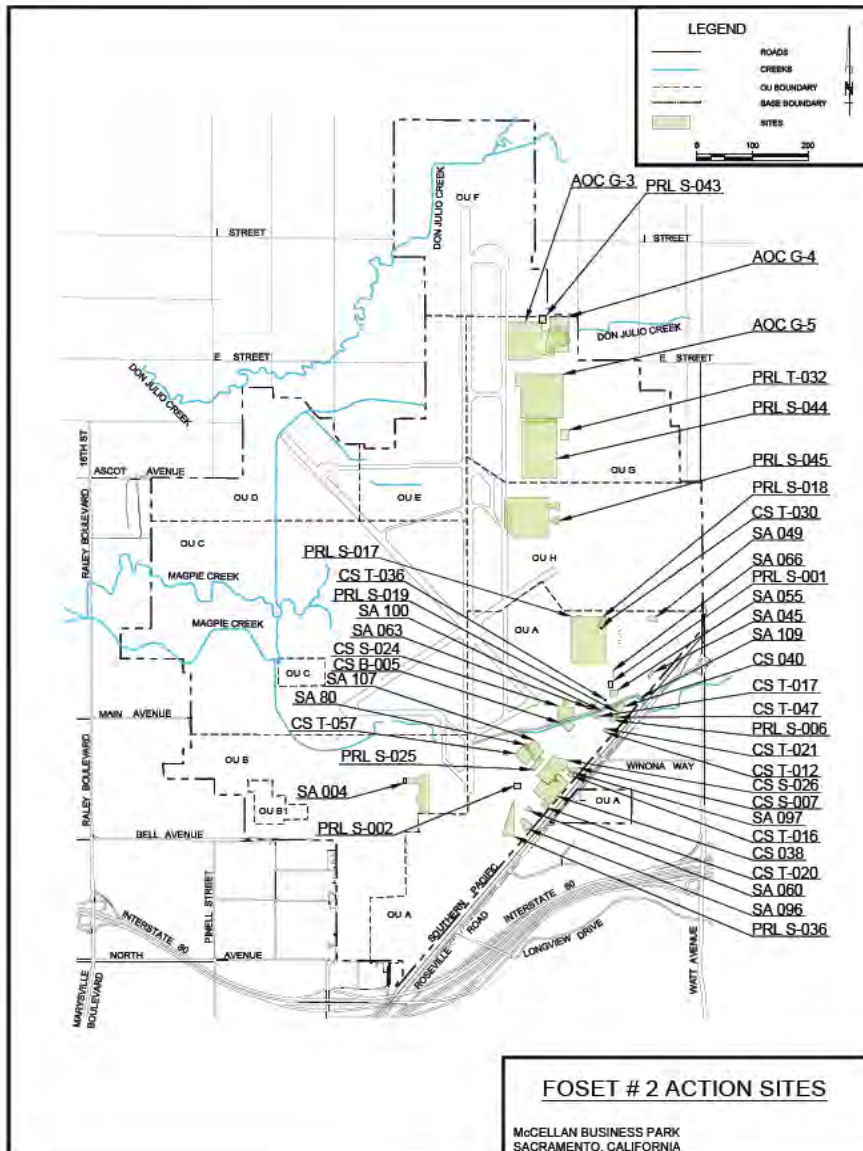 LEGEND
ROADS
CREEKS
OU BOUNDARY
BASE BOUNDARY
SITES
0 100 200
N
AOC G-3
PRL S-043
OU F
DON JULIO CREEK
I STREET
I STREET
AOC G-4
DON JULIO CREEK
AOC G-5
E STREET
E STREET
DON JULIO CREEK
PRL T-032
PRL S-044
16TH ST
ASCOT AVENUE
OU G
PRL S-045
OU D
OU E
PRL S-018
CS T-030
RALEY BOULEVARD
OU C
OU H
SA 049
PRL S-017
SA 066
CS T-036
PRL S-001
MAGPIE CREEK
PRL S-019
SA 055
SA 100
SA 045
MAGPIE CREEK
SA 063
OU A
SA 109
CS S-024
CS B-005
CS 040
OU C
SA 107
CS T-017
SA 80
CS T-047
MAIN AVENUE
CS T-057
PRL S-006
CS T-021
PRL S-025
OU B
WINONA WAY
CS T-012
CS S-026
SA 004
OU B1
OU A
CS S-007
SA 097
RALEY BOULEVARD
PRL S-002
CS T-016
BELL AVENUE
CS 038
CS T-020
SA 060
PINELL STREET
SOUTHERN PACIFIC
ROSEVILLE ROAD
INTERSTATE 80
SA 096
OU A
PRL S-036
INTERSTATE 80
LONGVIEW DRIVE
NORTH AVENUE
WATT AVENUE
MARYSVILLE BOULEVARD
FOSET # 2 ACTION SITES
McCELLAN BUSINESS PARK
SACRAMENTO, CALIFORNIA